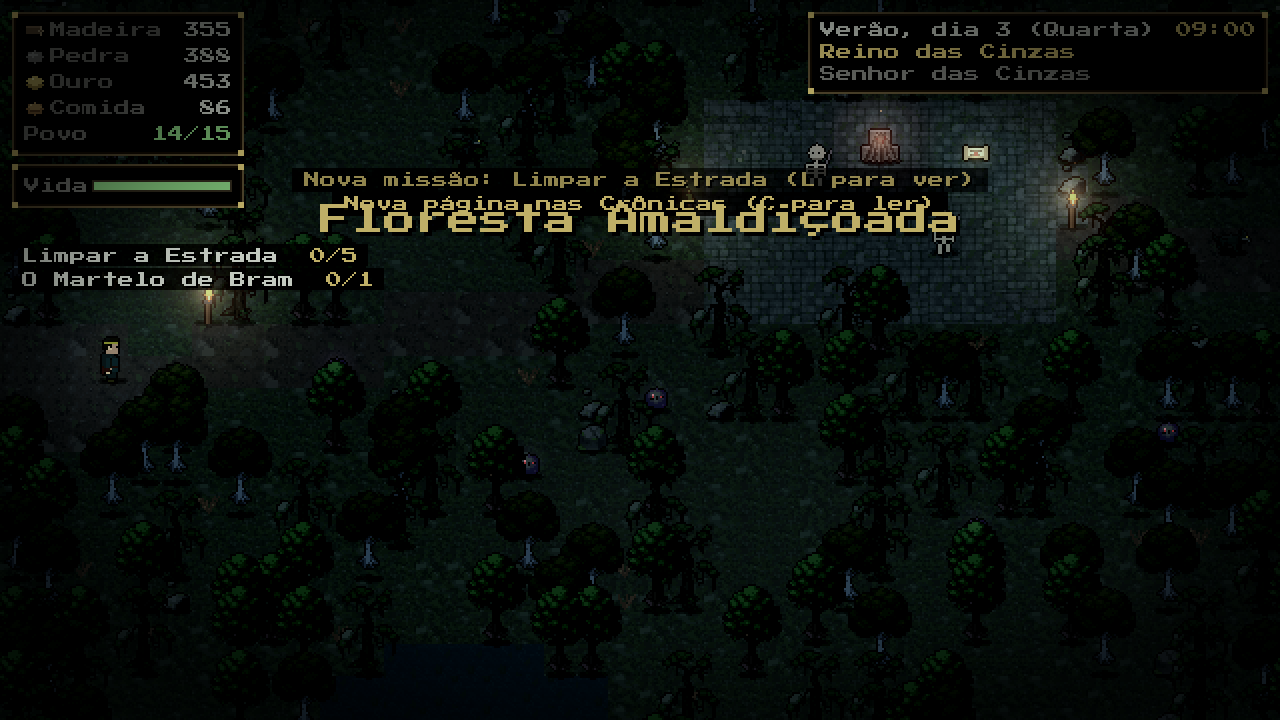 Madeira 355
Pedra 388
Ouro 453
Comida 86
Povo 14/15
Vida
Verão, dia 3 (Quarta) 09:00
Reino das Cinzas
Senhor das Cinzas
Nova missão: Limpar a Estrada (L para ver)
Nova página nas Crônicas (C para ler)
Floresta Amaldiçoada
Limpar a Estrada 0/5
O Martelo de Bram 0/1